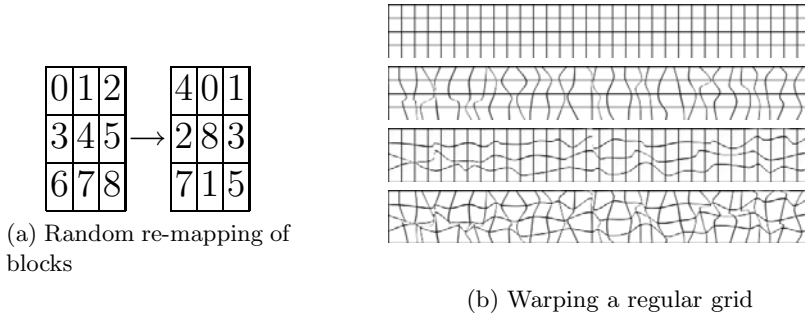 0 1 2 4 0 1
3 4 5 → 2 8 3
6 7 8 7 1 5
(a) Random re-mapping of
blocks
(b) Warping a regular grid